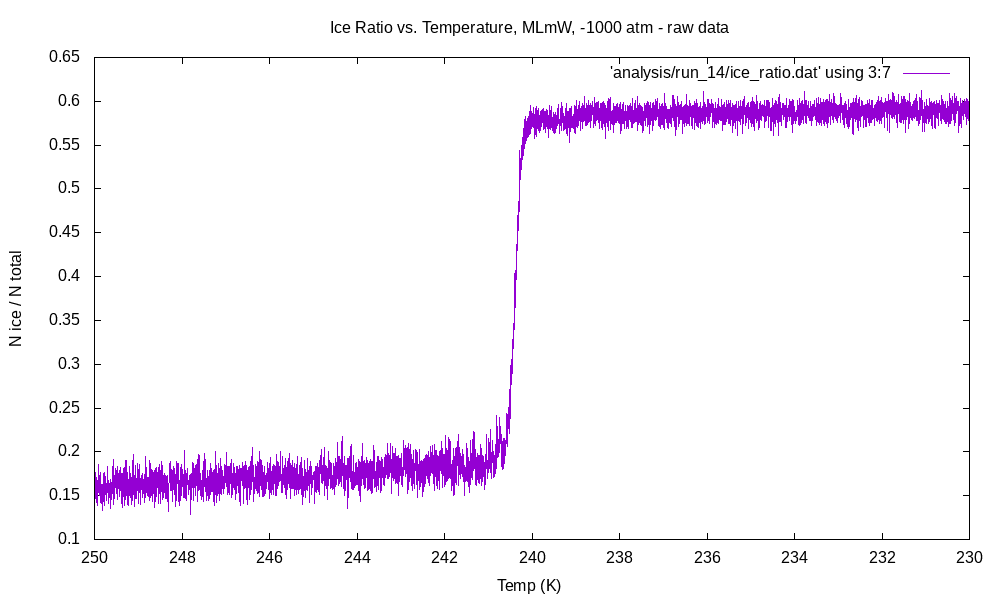 Ice Ratio vs. Temperature, MLmW, -1000 atm - raw data
'analysis/run_14/ice_ratio.dat' using 3:7
0.65
0.6
0.55
0.5
0.45
0.4
0.35
0.3
0.25
0.2
0.15
0.1
N ice / N total
250 248 246 244 242 240 238 236 234 232 230
Temp (K)